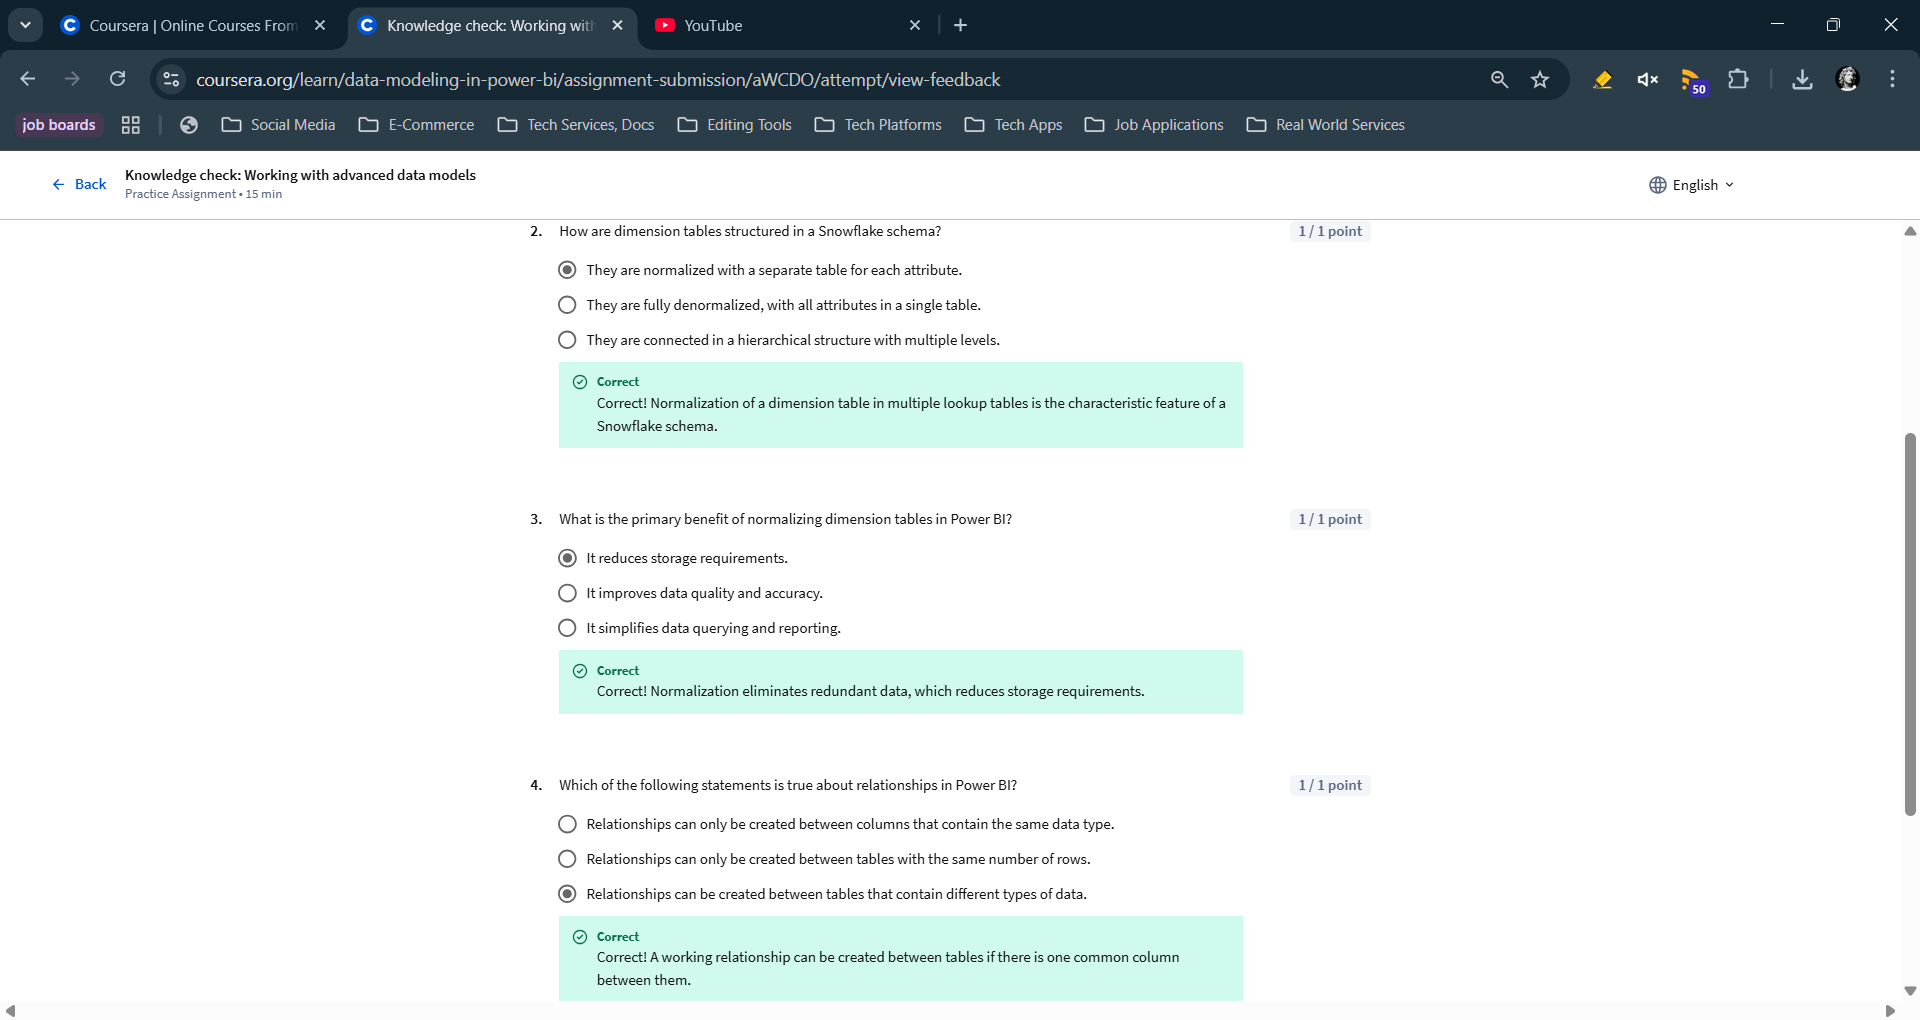 Coursera | Online Courses From
Knowledge check: Working with
YouTube
coursera.org/learn/data-modeling-in-power-bi/assignment-submission/aWCDO/attempt/view-feedback
50
job boards
Social Media
E-Commerce
Tech Services, Docs
Editing Tools
Tech Platforms
Tech Apps
Job Applications
Real World Services
Back
Knowledge check: Working with advanced data models
Practice Assignment • 15 min
English
2. How are dimension tables structured in a Snowflake schema?
1 / 1 point
They are normalized with a separate table for each attribute.
They are fully denormalized, with all attributes in a single table.
They are connected in a hierarchical structure with multiple levels.
Correct
Correct! Normalization of a dimension table in multiple lookup tables is the characteristic feature of a
Snowflake schema.
3. What is the primary benefit of normalizing dimension tables in Power BI?
1 / 1 point
It reduces storage requirements.
It improves data quality and accuracy.
It simplifies data querying and reporting.
Correct
Correct! Normalization eliminates redundant data, which reduces storage requirements.
4. Which of the following statements is true about relationships in Power BI?
1 / 1 point
Relationships can only be created between columns that contain the same data type.
Relationships can only be created between tables with the same number of rows.
Relationships can be created between tables that contain different types of data.
Correct
Correct! A working relationship can be created between tables if there is one common column
between them.